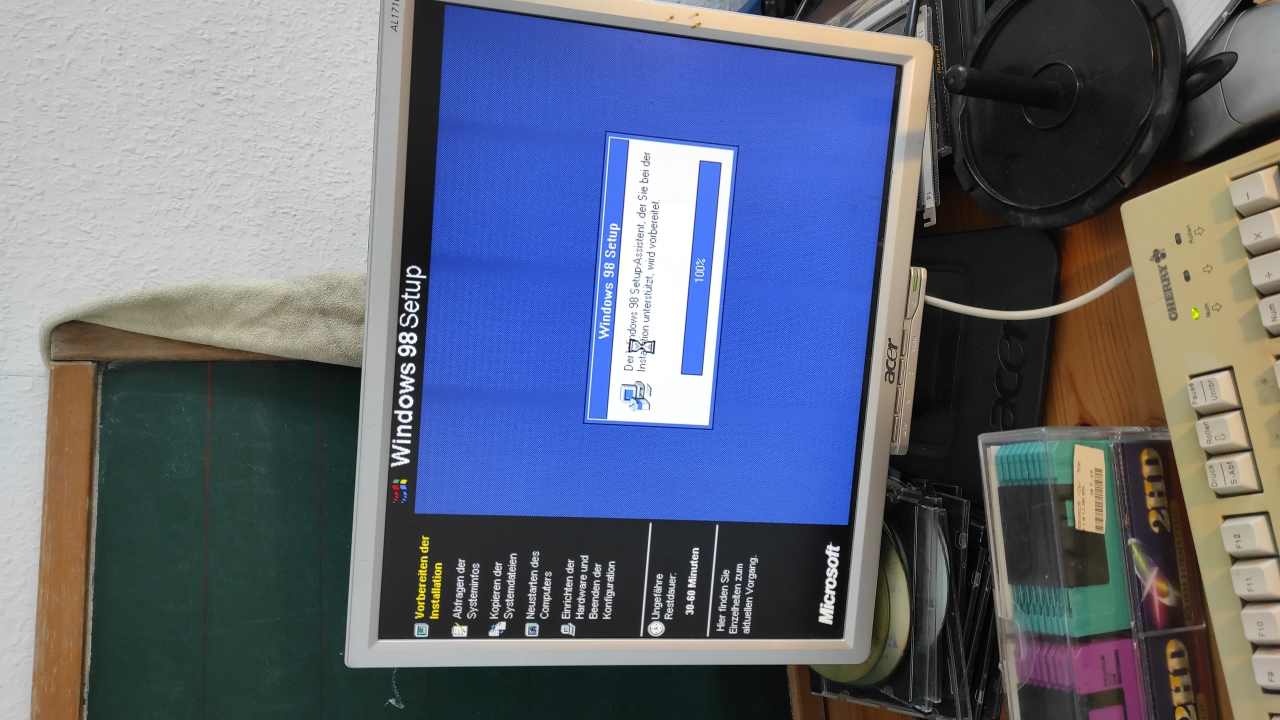 AL1716
Windows 98 Setup
Vorbereiten der
Installation
Abfragen der
Systeminfos
Kopieren der
Systemdateien
Neustarten des
Computers
Einrichten der
Hardware und
Beenden der
Konfiguration
Ungefähre
Restdauer:
30-60 Minuten
Hier finden Sie
Einzelheiten zum
aktuellen Vorgang.
Microsoft
Windows 98 Setup
Der Windows 98 Setup-Assistent, der Sie bei der
Installation unterstützt, wird vorbereitet.
100%
acer
acer
2HD
2HD
CHERRY
Num
Rollen
Druck
S-Abf
Rollen
Pause
Untbr
F9
F10
F11
F12
Num
÷
×
−